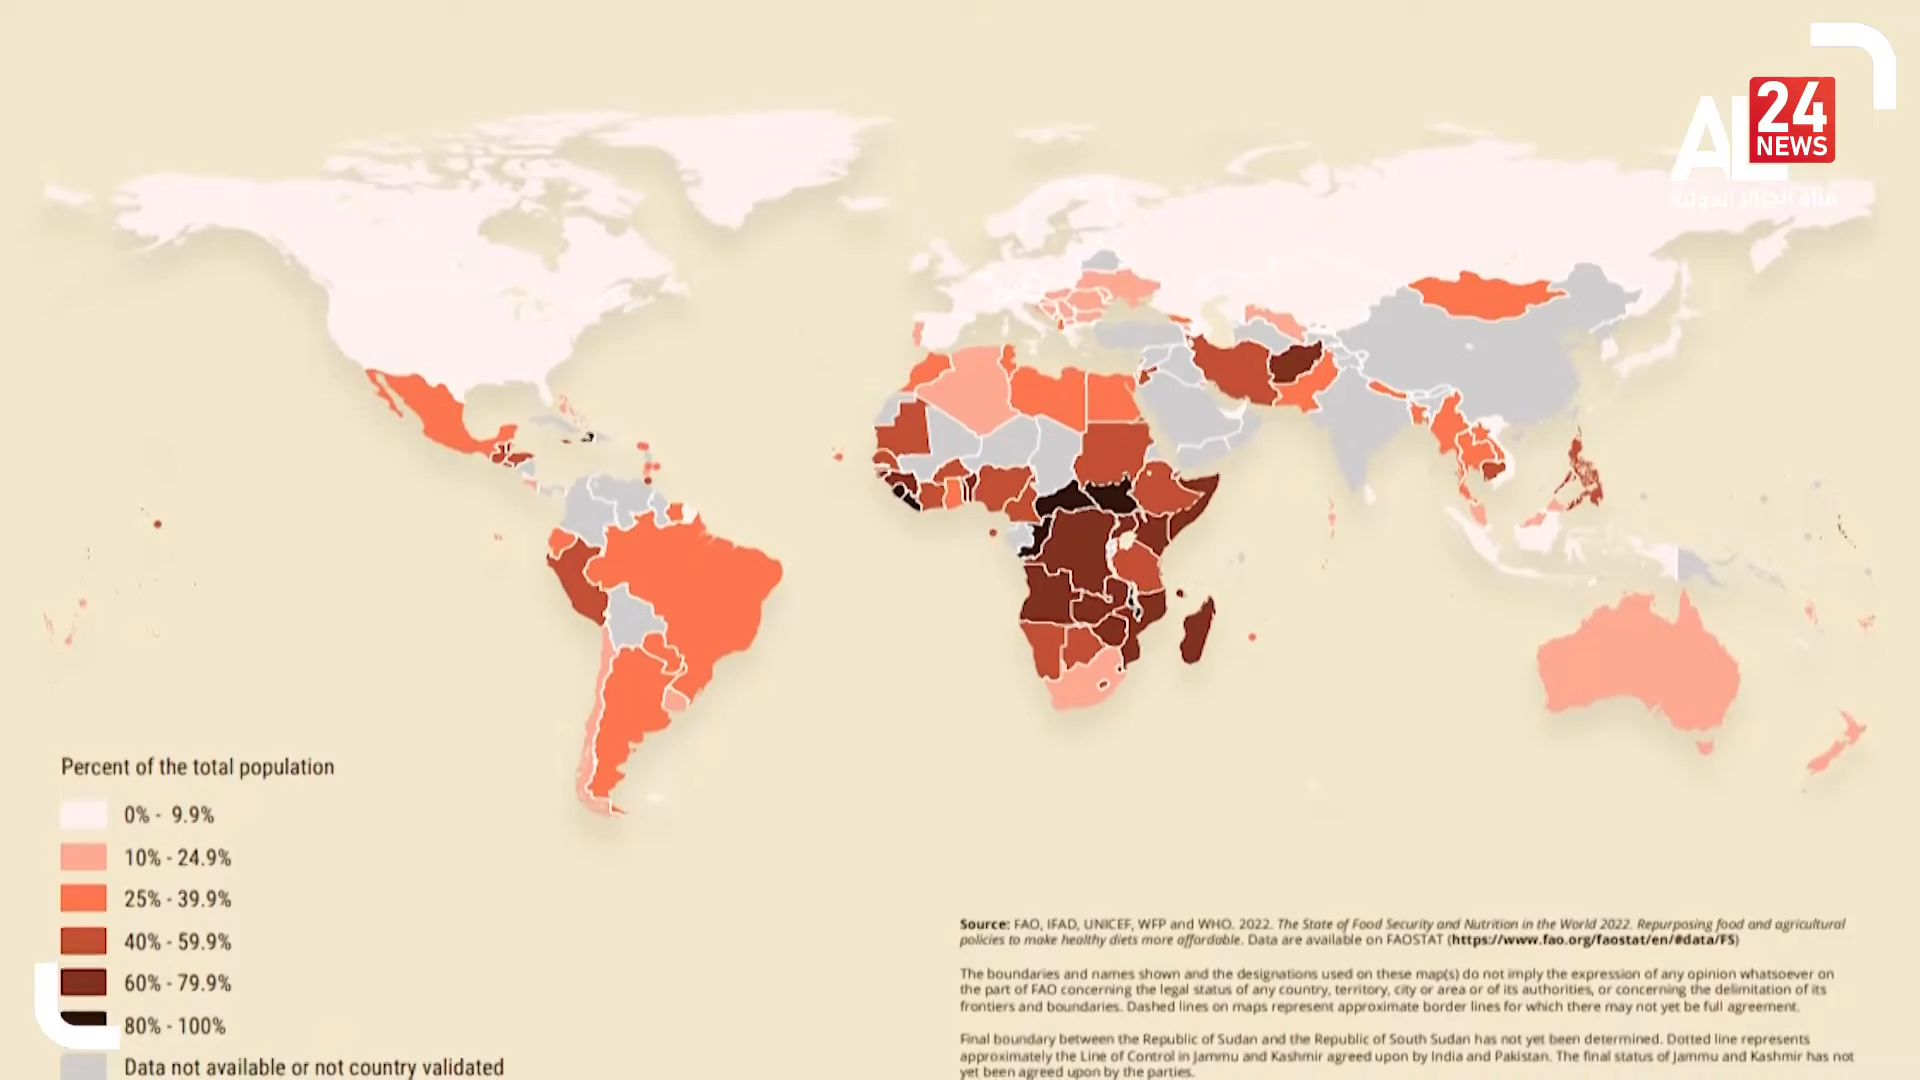 AL
24
NEWS
قناة الجزائر الدولية
Percent of the total population
0% - 9.9%
10% - 24.9%
25% - 39.9%
40% - 59.9%
60% - 79.9%
80% - 100%
Data not available or not country validated
Source: FAO, IFAD, UNICEF, WFP and WHO. 2022. The State of Food Security and Nutrition in the World 2022. Repurposing food and agricultural
policies to make healthy diets more affordable. Data are available on FAOSTAT (https://www.fao.org/faostat/en/#data/FS)
The boundaries and names shown and the designations used on these map(s) do not imply the expression of any opinion whatsoever on
the part of FAO concerning the legal status of any country, territory, city or area or of its authorities, or concerning the delimitation of its
frontiers and boundaries. Dashed lines on maps represent approximate border lines for which there may not yet be full agreement.
Final boundary between the Republic of Sudan and the Republic of South Sudan has not yet been determined. Dotted line represents
approximately the Line of Control in Jammu and Kashmir agreed upon by India and Pakistan. The final status of Jammu and Kashmir has not
yet been agreed upon by the parties.